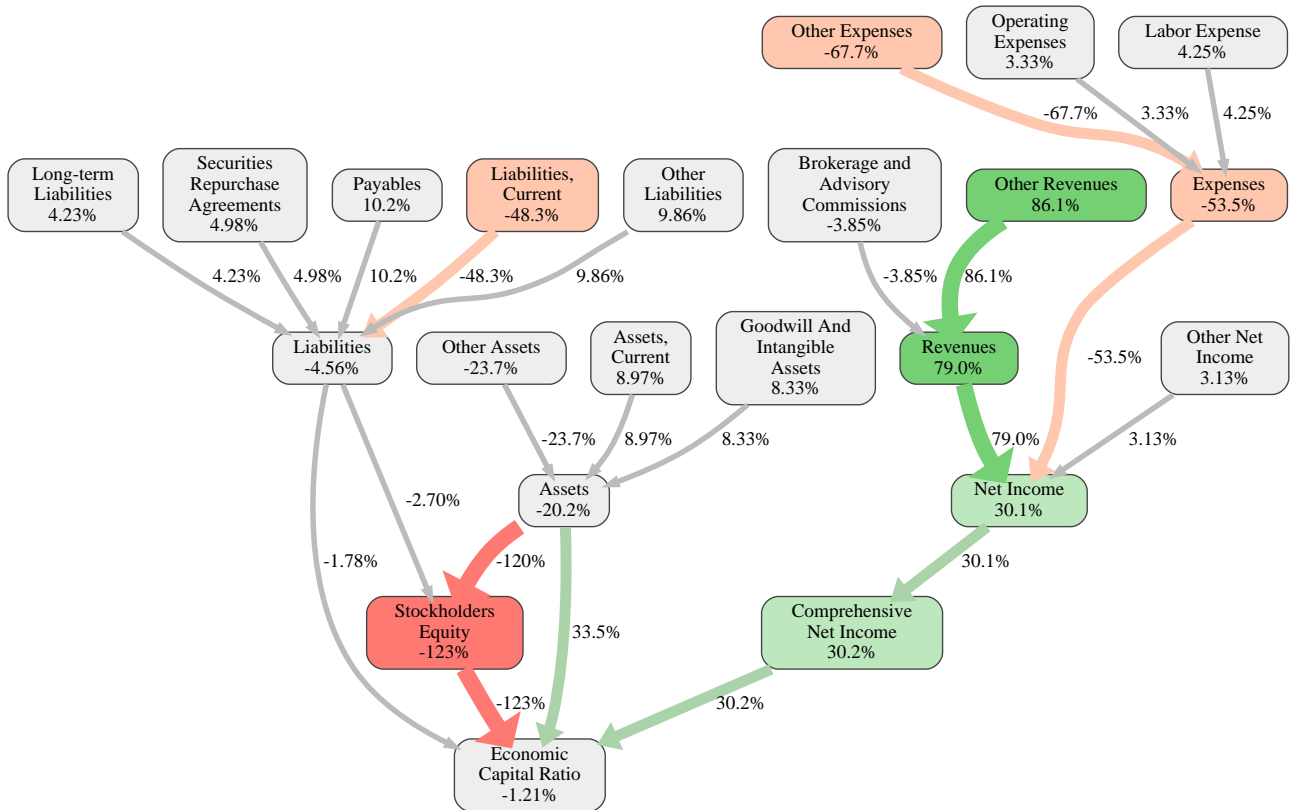 Other Expenses
-67.7%
Operating
Expenses
3.33%
Labor Expense
4.25%
-67.7%
3.33%
4.25%
Long-term
Liabilities
4.23%
Securities
Repurchase
Agreements
4.98%
Payables
10.2%
Liabilities,
Current
-48.3%
Other
Liabilities
9.86%
Brokerage and
Advisory
Commissions
-3.85%
Other Revenues
86.1%
Expenses
-53.5%
4.23%
4.98%
10.2%
-48.3%
9.86%
-3.85%
86.1%
Liabilities
-4.56%
Other Assets
-23.7%
Assets,
Current
8.97%
Goodwill And
Intangible
Assets
8.33%
Revenues
79.0%
-53.5%
Other Net
Income
3.13%
-23.7%
8.97%
8.33%
79.0%
3.13%
Assets
-20.2%
Net Income
30.1%
-2.70%
-1.78%
-120%
30.1%
Stockholders
Equity
-123%
33.5%
Comprehensive
Net Income
30.2%
-123%
30.2%
Economic
Capital Ratio
-1.21%